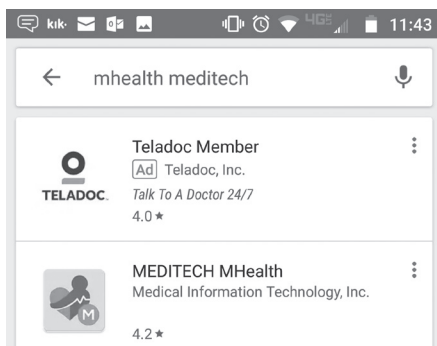 kik. 4G 11:43
mhealth meditech
Teladoc Member
Ad Teladoc, Inc.
TELADOC. Talk To A Doctor 24/7
4.0 ★
MEDITECH MHealth
Medical Information Technology, Inc.
M
4.2 ★